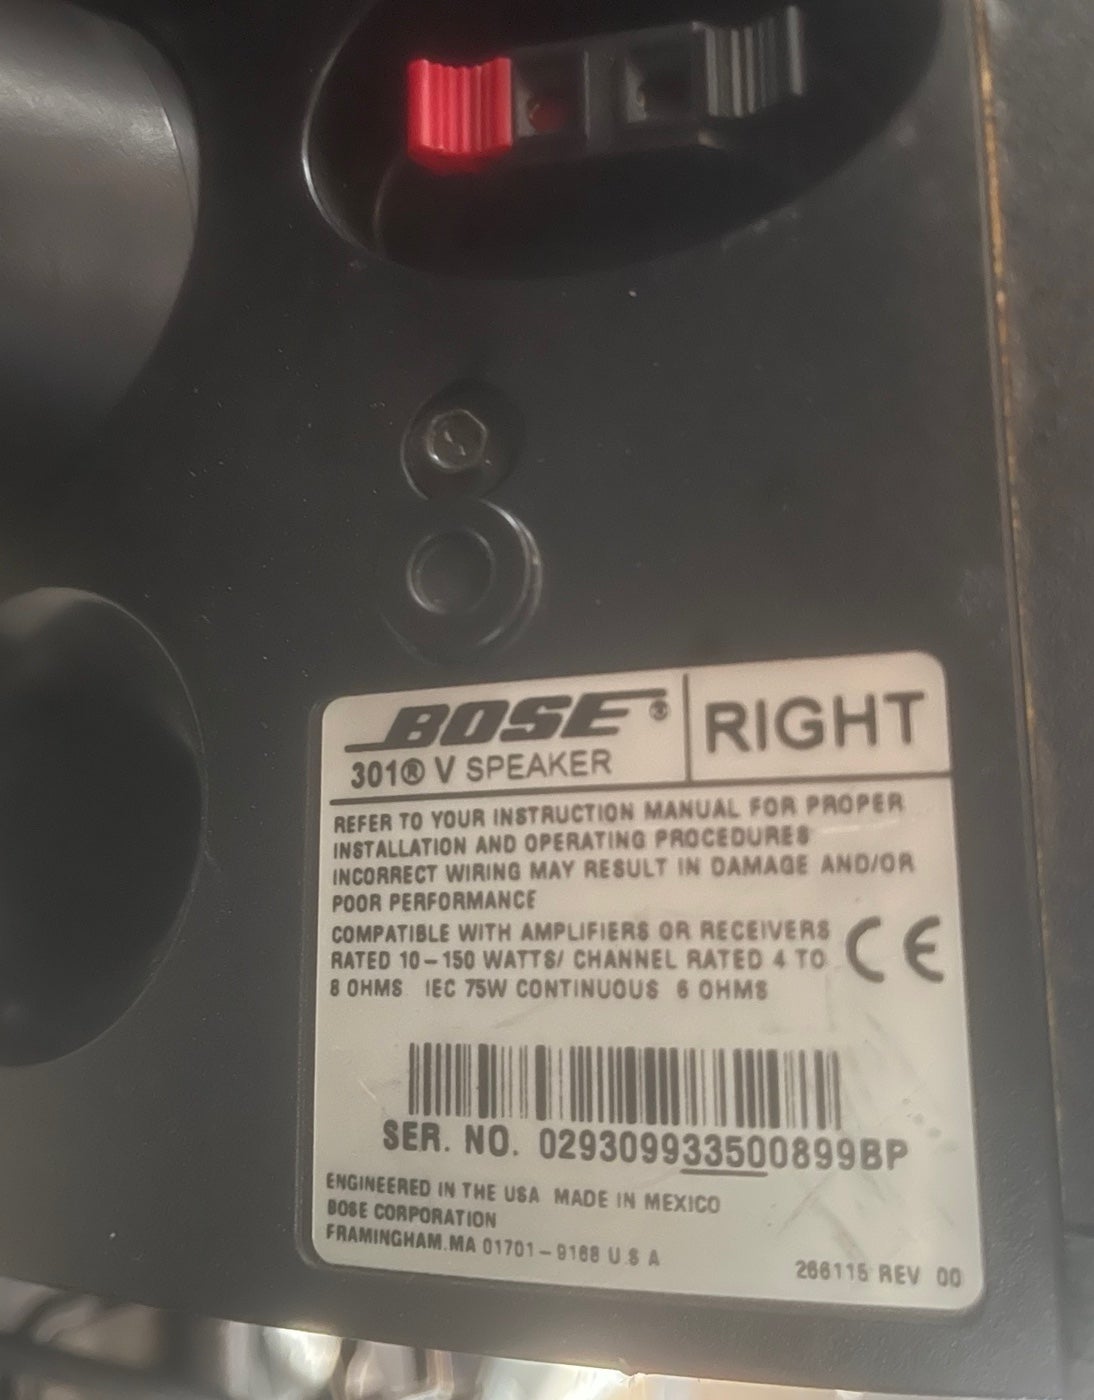 BOSE®
301® V SPEAKER
RIGHT
REFER TO YOUR INSTRUCTION MANUAL FOR PROPER
INSTALLATION AND OPERATING PROCEDURES
INCORRECT WIRING MAY RESULT IN DAMAGE AND/OR
POOR PERFORMANCE
COMPATIBLE WITH AMPLIFIERS OR RECEIVERS
RATED 10-150 WATTS/ CHANNEL RATED 4 TO
8 OHMS IEC 75W CONTINUOUS 6 OHMS
CE
SER. NO. 029309933500899BP
ENGINEERED IN THE USA MADE IN MEXICO
BOSE CORPORATION
FRAMINGHAM.MA 01701-9168 U.S A
266115 REV 00